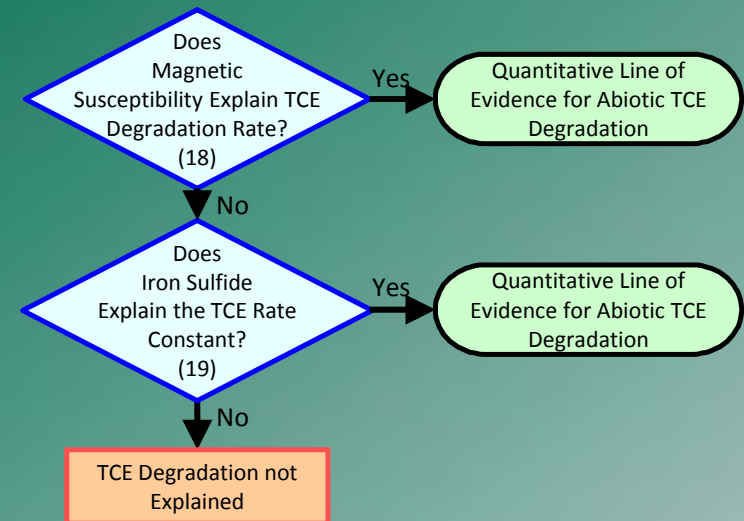 Does
Magnetic
Susceptibility Explain TCE
Degradation Rate?
(18)
Yes
Quantitative Line of
Evidence for Abiotic TCE
Degradation
No
Does
Iron Sulfide
Explain the TCE Rate
Constant?
(19)
Yes
Quantitative Line of
Evidence for Abiotic TCE
Degradation
No
TCE Degradation not
Explained